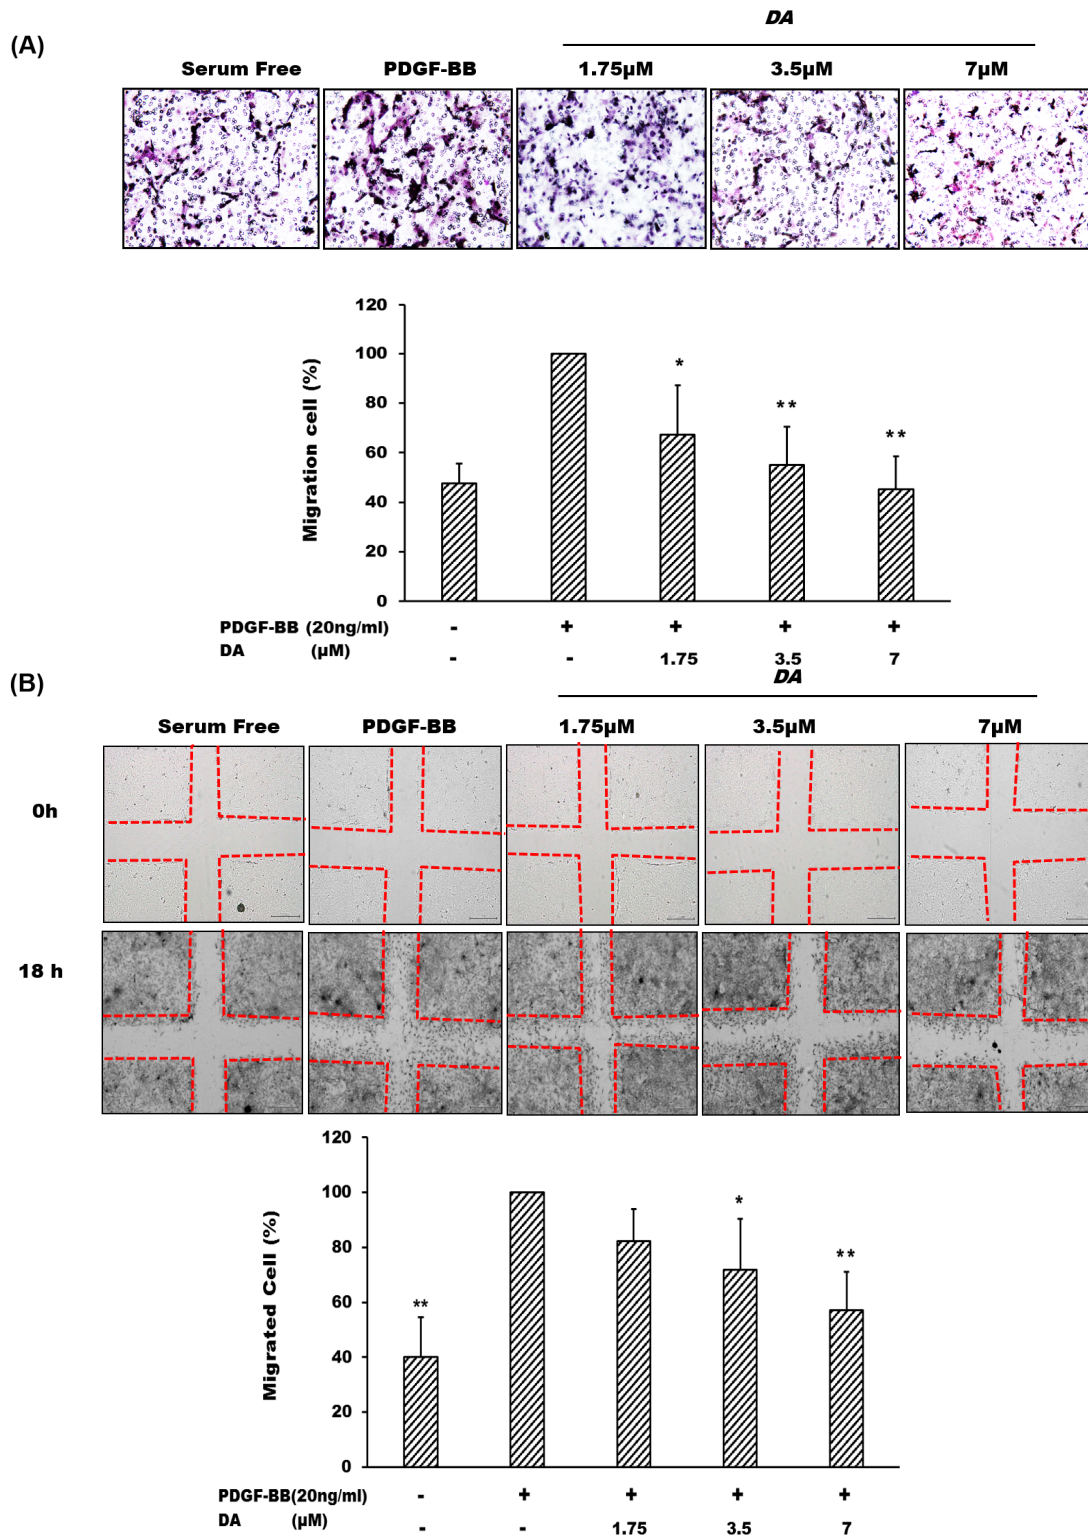 DA
(A)
Serum Free PDGF-BB 1.75µM 3.5µM 7µM
120
100
80
60
40
20
0
Migration cell (%)
* ** **
PDGF-BB (20ng/ml) - + + + +
DA (µM) - - 1.75 3.5 7
(B)
DA
Serum Free PDGF-BB 1.75µM 3.5µM 7µM
0h
18 h
120
100
80
60
40
20
0
Migrated Cell (%)
** * **
PDGF-BB(20ng/ml) - + + + +
DA (µM) - - 1.75 3.5 7